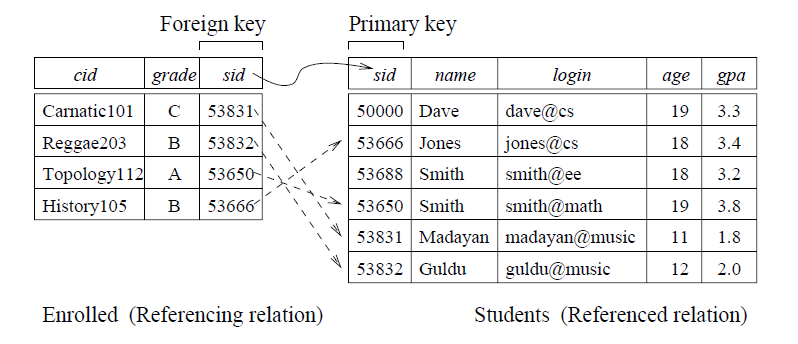 Foreign key
Primary key
cid grade sid
Carnatic101 C 53831
Reggae203 B 53832
Topology112 A 53650
History105 B 53666
sid name login age gpa
50000 Dave dave@cs 19 3.3
53666 Jones jones@cs 18 3.4
53688 Smith smith@ee 18 3.2
53650 Smith smith@math 19 3.8
53831 Madayan madayan@music 11 1.8
53832 Guldu guldu@music 12 2.0
Enrolled (Referencing relation)
Students (Referenced relation)